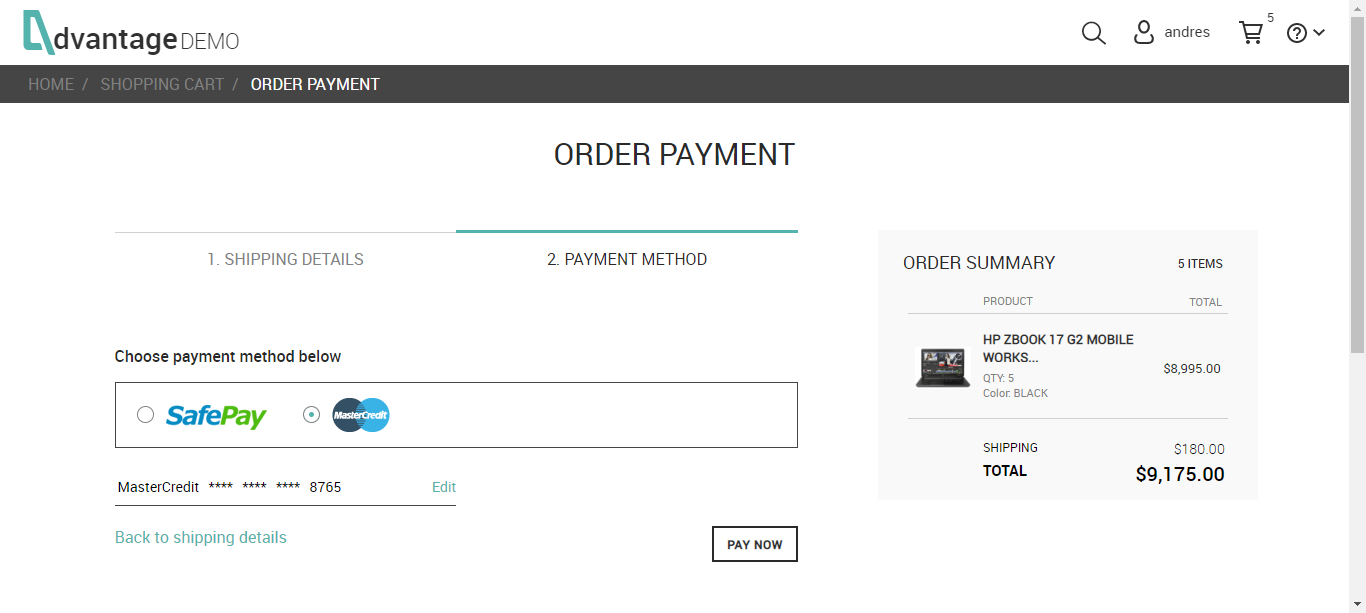 Advantage DEMO
andres
5
?
HOME / SHOPPING CART / ORDER PAYMENT
ORDER PAYMENT
1. SHIPPING DETAILS
2. PAYMENT METHOD
Choose payment method below
SafePay
MasterCredit
MasterCredit **** **** **** 8765
Edit
Back to shipping details
PAY NOW
ORDER SUMMARY
5 ITEMS
PRODUCT
TOTAL
HP ZBOOK 17 G2 MOBILE
WORKS...
QTY: 5
Color: BLACK
$8,995.00
SHIPPING
$180.00
TOTAL
$9,175.00